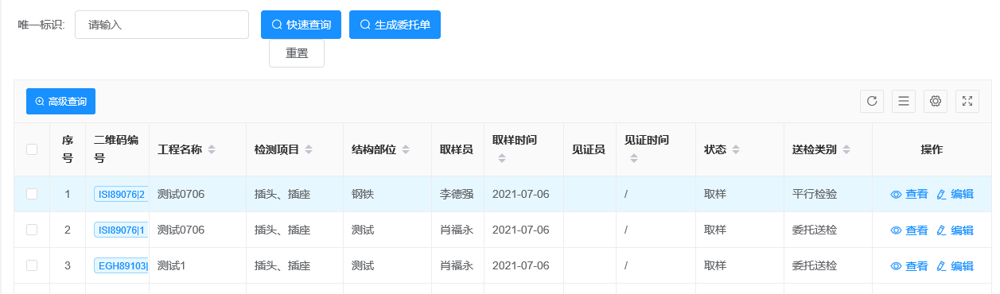 唯一标识: 请输入 快速查询 生成委托单
重置
高级查询
序号 二维码编号 工程名称 检测项目 结构部位 取样员 取样时间 见证员 见证时间 状态 送检类别 操作
1 ISI89076|2 测试0706 插头、插座 钢铁 李德强 2021-07-06 / 取样 平行检验 查看 编辑
2 ISI89076|1 测试0706 插头、插座 测试 肖福永 2021-07-06 / 取样 委托送检 查看 编辑
3 EGH89103| 测试1 插头、插座 测试 肖福永 2021-07-06 / 取样 委托送检 查看 编辑